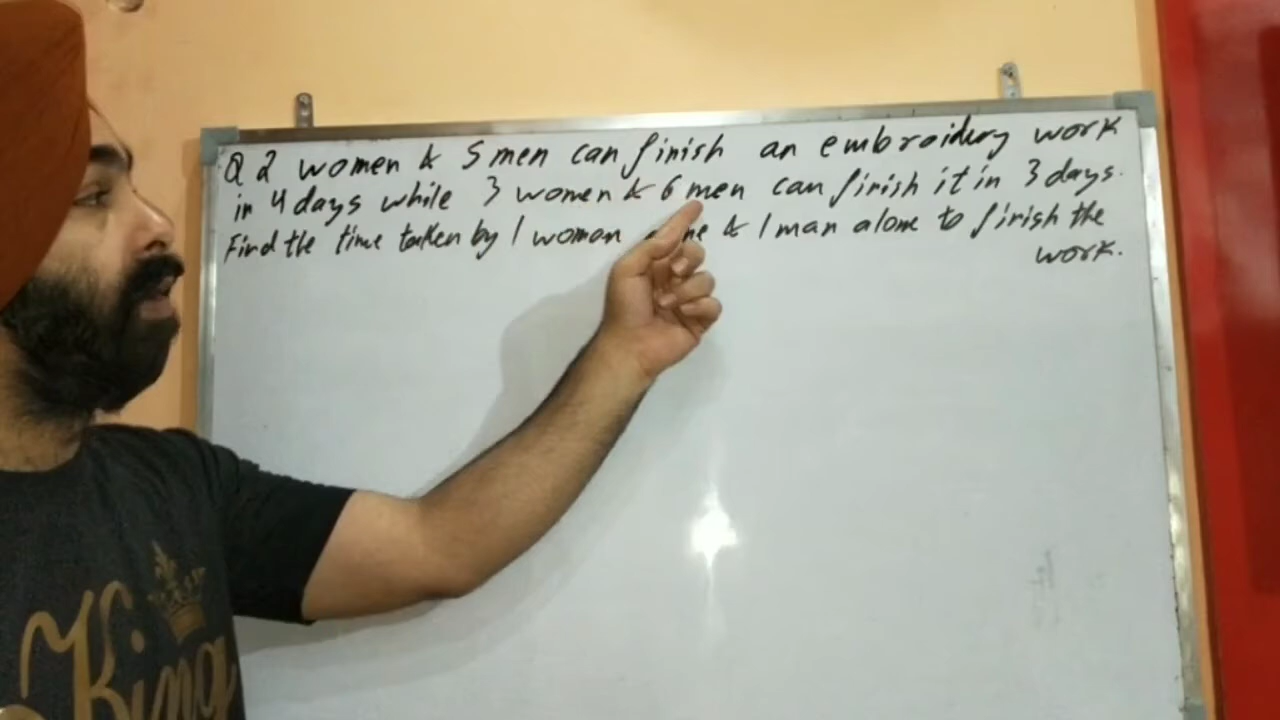 Q 2 women & 5 men can finish an embroidery work
in 4 days while 3 women & 6 men can finish it in 3 days.
Find the time taken by 1 woman & 1 man alone to finish the
work.
King